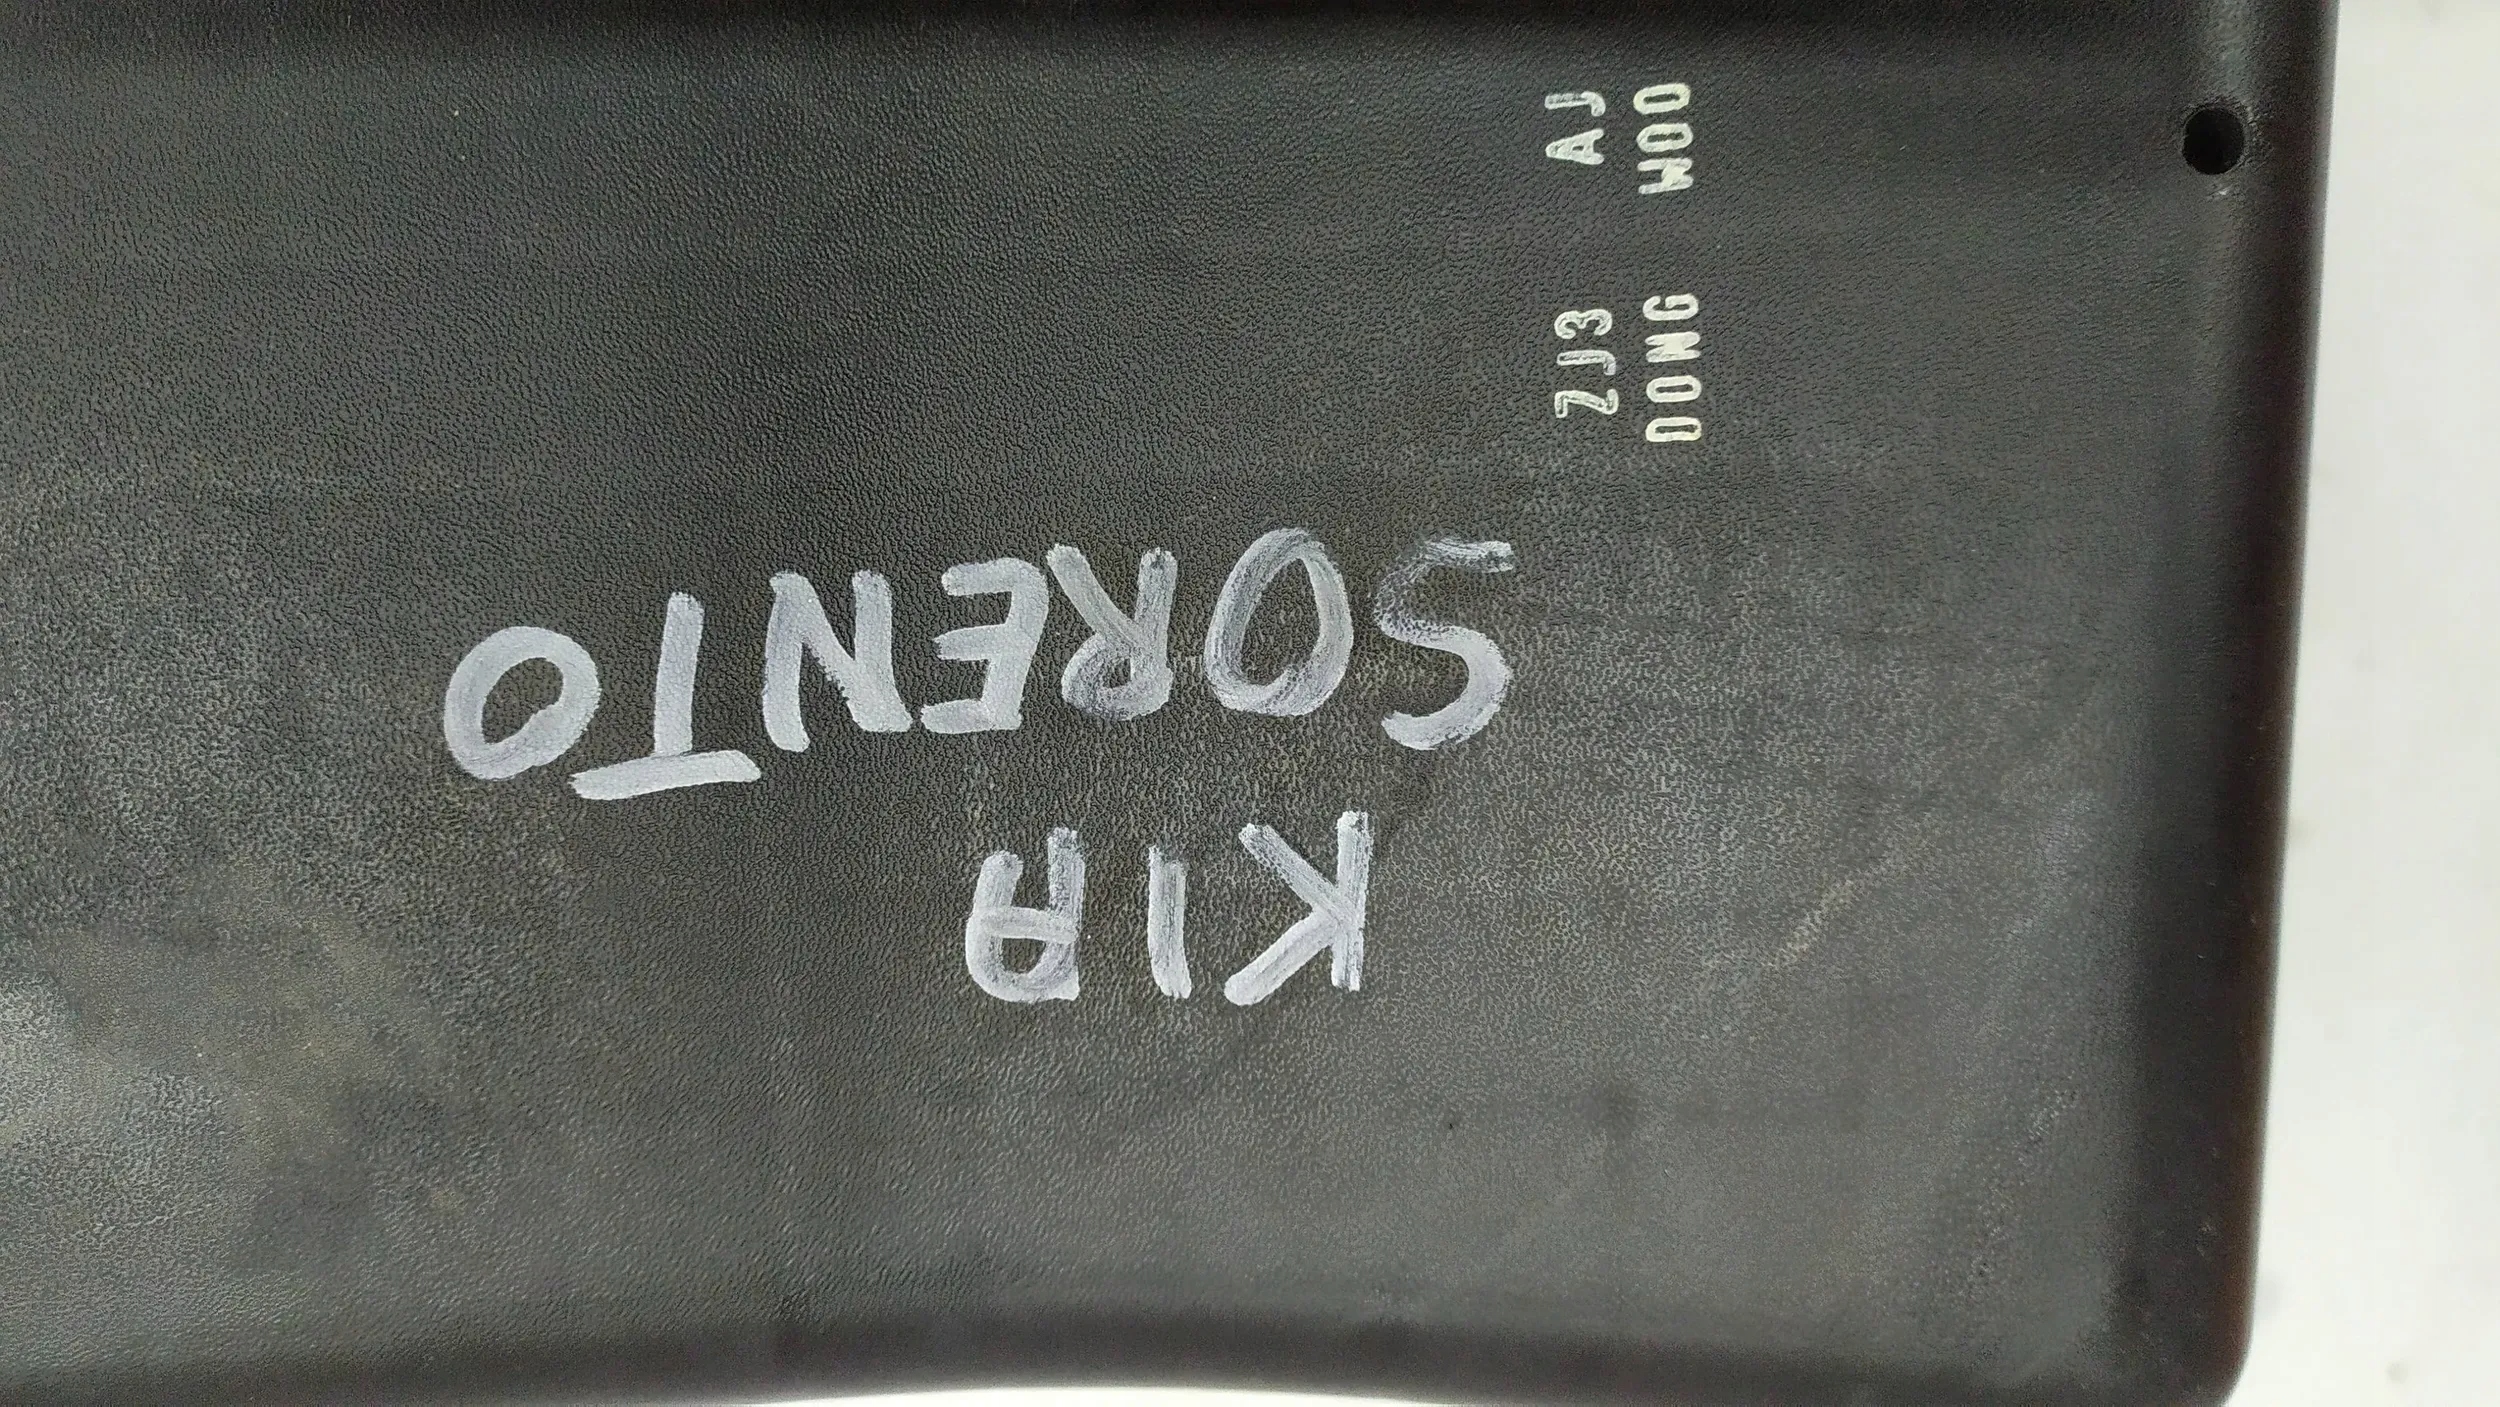 KIA
SORENTO
ZJ3 AJ
DONG WOO